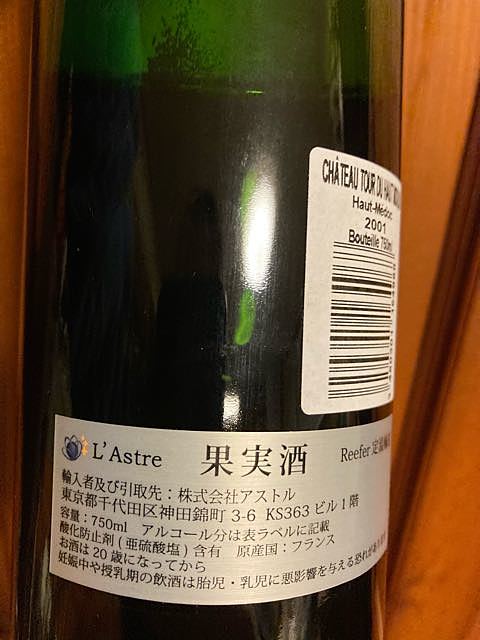 CHÂTEAU TOUR DU HAUT
Haut-Médoc
2001
Bouteille 750ml
L'Astre 果実酒 Reefer 定温輸
輸入者及び引取先：株式会社アストル
東京都千代田区神田錦町 3-6 KS363 ビル 1 階
容量：750ml アルコール分は表ラベルに記載
酸化防止剤 ( 亜硫酸塩 ) 含有 原産国：フランス
お酒は 20 歳になってから
妊娠中や授乳期の飲酒は胎児・乳児に悪影響を与える恐れがあり